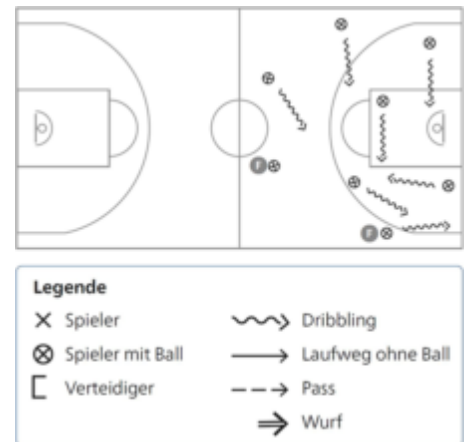 F
F
Legende
Spieler
Dribbling
Spieler mit Ball
Laufweg ohne Ball
Verteidiger
Pass
Wurf